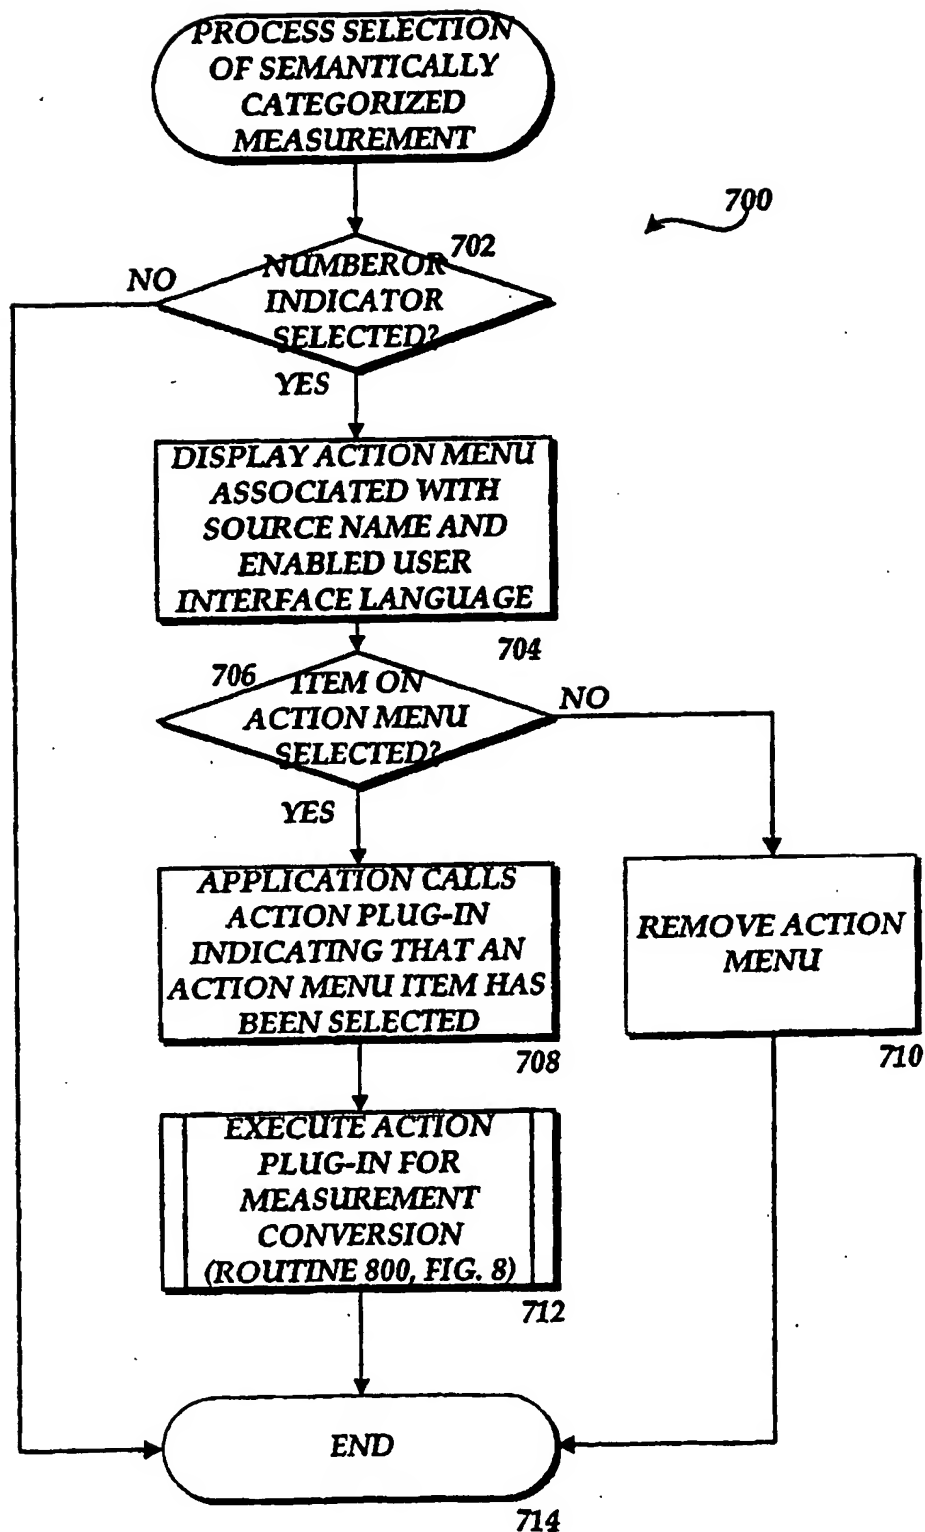 PROCESS SELECTION
OF SEMANTICALLY
CATEGORIZED
MEASUREMENT
700
702
NO
NUMBEROR
INDICATOR
SELECTED?
YES
DISPLAY ACTION MENU
ASSOCIATED WITH
SOURCE NAME AND
ENABLED USER
INTERFACE LANGUAGE
704
706
ITEM ON
ACTION MENU
SELECTED?
NO
YES
APPLICATION CALLS
ACTION PLUG-IN
INDICATING THAT AN
ACTION MENU ITEM HAS
BEEN SELECTED
708
REMOVE ACTION
MENU
710
EXECUTE ACTION
PLUG-IN FOR
MEASUREMENT
CONVERSION
(ROUTINE 800, FIG. 8)
712
END
714